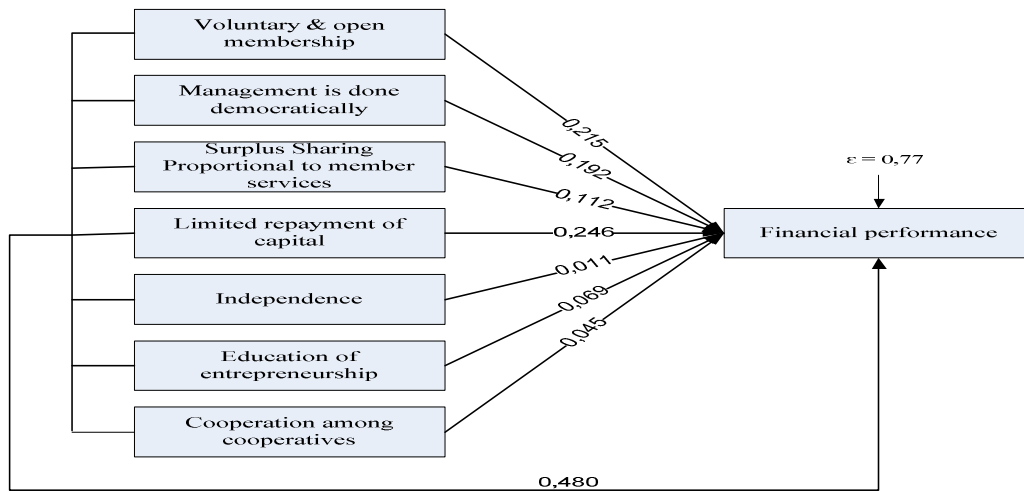 Voluntary & open
membership
Management is done
democratically
Surplus Sharing
Proportional to member
services
Limited repayment of
capital
Independence
Education of
entrepreneurship
Cooperation among
cooperatives
0,215
0,192
0,112
0,246
0,011
0,069
0,045
ε = 0,77
Financial performance
0,480